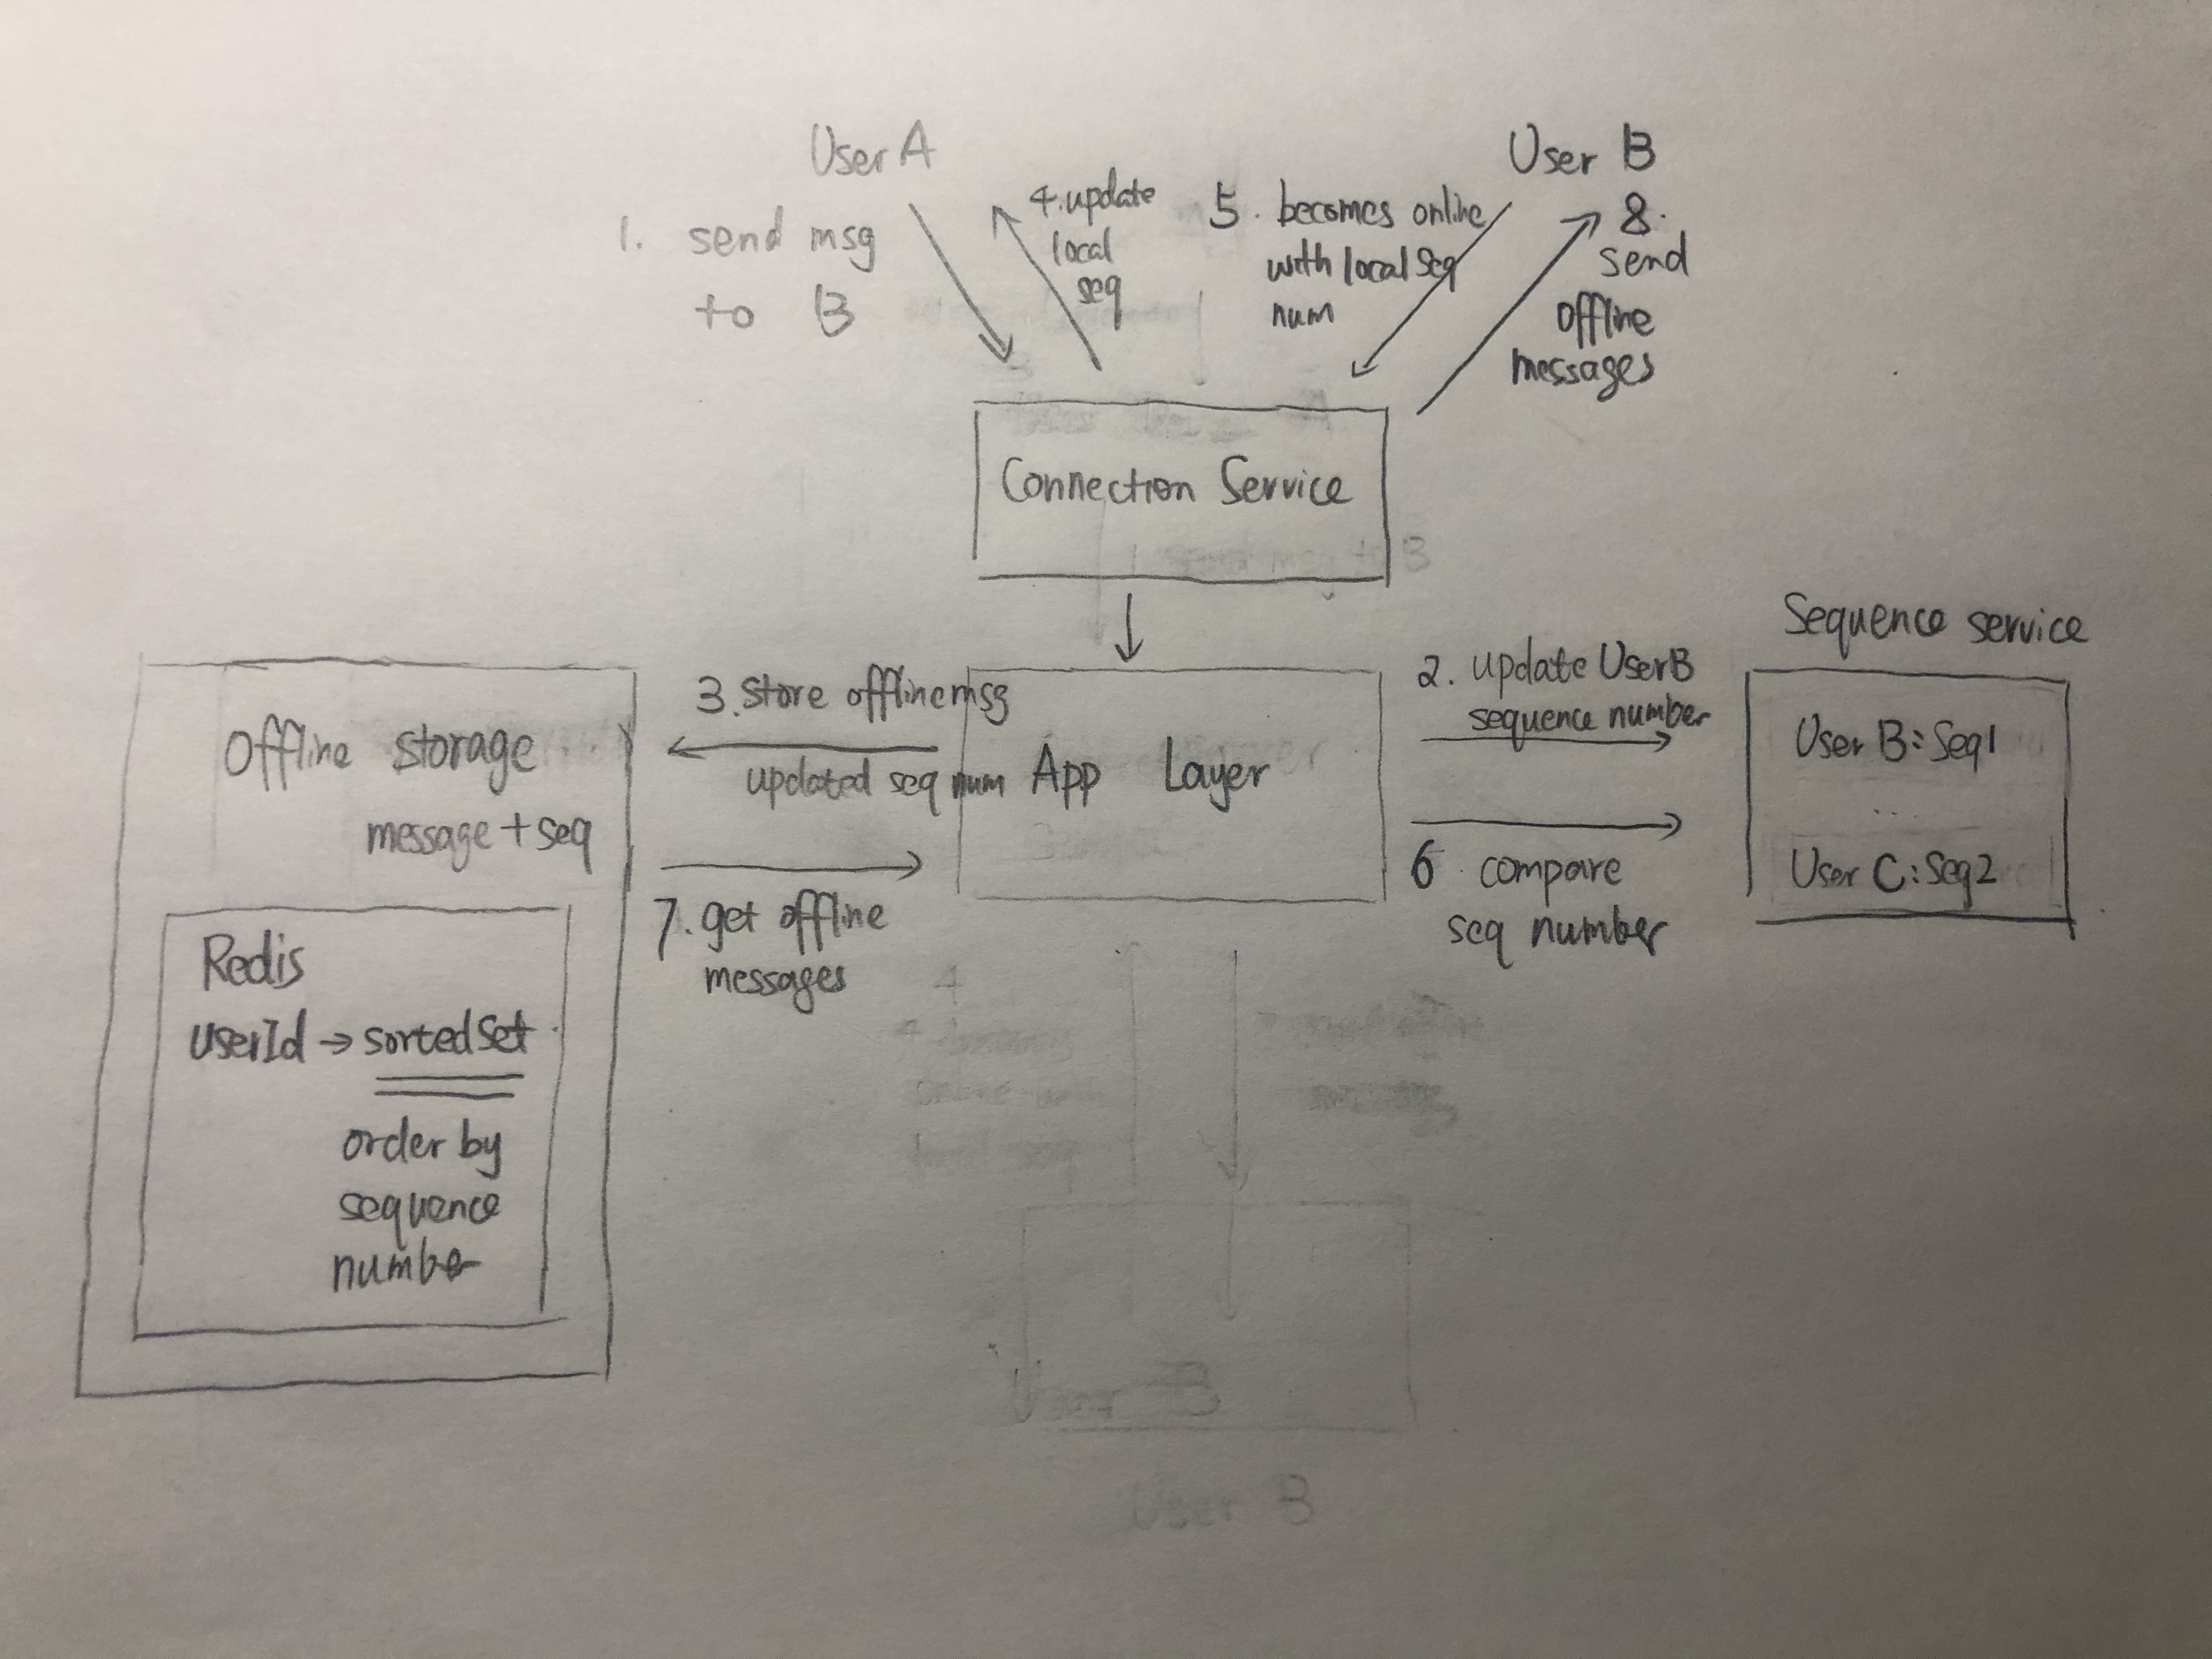 User A
1. send msg
to B
4. update
local
seq
5. becomes online
with local seq
num
User B
8.
send
offline
messages
Connection Service
Sequence service
2. update User B
sequence number
User B: Seq1
...
User C: Seq2
6. compare
seq number
App Layer
3. store offline msg
updated seq num
7. get offline
messages
Offline storage
message + seq
Redis
userId → sortedSet
order by
sequence
number
User B
User B